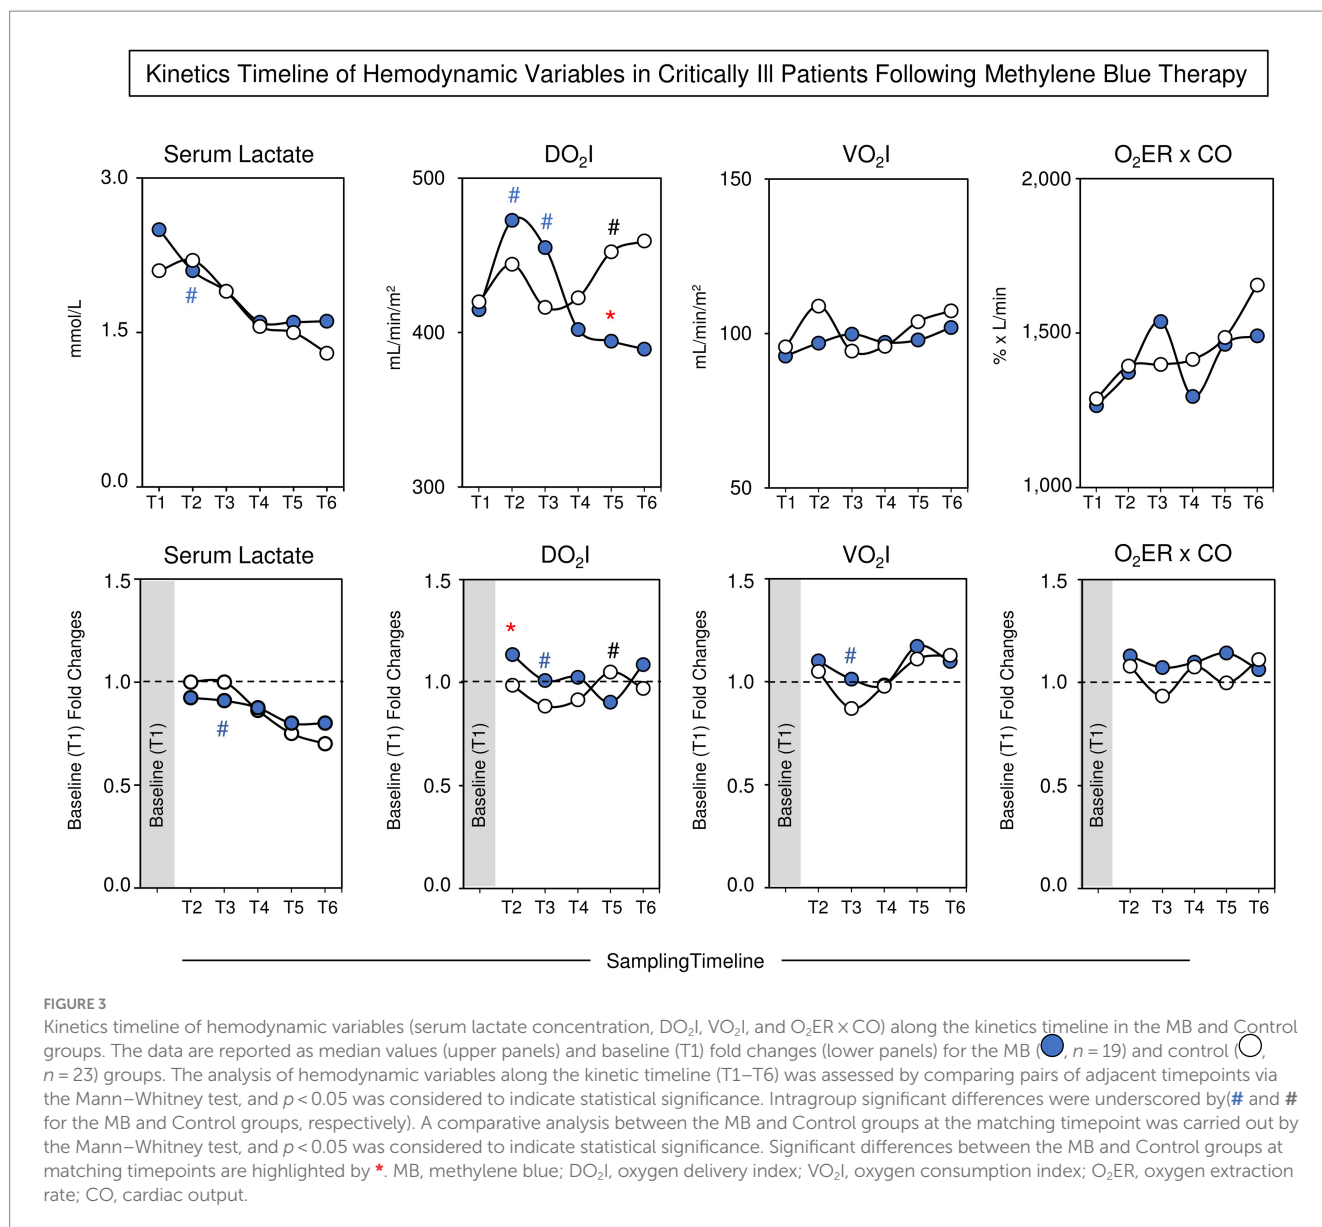 Kinetics Timeline of Hemodynamic Variables in Critically Ill Patients Following Methylene Blue Therapy
Serum Lactate
3.0
1.5
0.0
mmol/L
T1 T2 T3 T4 T5 T6
#
DO₂I
500
400
300
mL/min/m²
T1 T2 T3 T4 T5 T6
# # # *
VO₂I
150
100
50
mL/min/m²
T1 T2 T3 T4 T5 T6
O₂ER x CO
2,000
1,500
1,000
% x L/min
T1 T2 T3 T4 T5 T6
Serum Lactate
1.5
1.0
0.5
0.0
Baseline (T1) Fold Changes
Baseline (T1)
#
T2 T3 T4 T5 T6
DO₂I
1.5
1.0
0.5
0.0
Baseline (T1) Fold Changes
Baseline (T1)
* # #
T2 T3 T4 T5 T6
VO₂I
1.5
1.0
0.5
0.0
Baseline (T1) Fold Changes
Baseline (T1)
#
T2 T3 T4 T5 T6
O₂ER x CO
1.5
1.0
0.5
0.0
Baseline (T1) Fold Changes
Baseline (T1)
T2 T3 T4 T5 T6
SamplingTimeline
FIGURE 3
Kinetics timeline of hemodynamic variables (serum lactate concentration, DO₂I, VO₂I, and O₂ER × CO) along the kinetics timeline in the MB and Control
groups. The data are reported as median values (upper panels) and baseline (T1) fold changes (lower panels) for the MB (, n = 19) and control (,
n = 23) groups. The analysis of hemodynamic variables along the kinetic timeline (T1–T6) was assessed by comparing pairs of adjacent timepoints via
the Mann–Whitney test, and p < 0.05 was considered to indicate statistical significance. Intragroup significant differences were underscored by(# and #
for the MB and Control groups, respectively). A comparative analysis between the MB and Control groups at the matching timepoint was carried out by
the Mann–Whitney test, and p < 0.05 was considered to indicate statistical significance. Significant differences between the MB and Control groups at
matching timepoints are highlighted by *. MB, methylene blue; DO₂I, oxygen delivery index; VO₂I, oxygen consumption index; O₂ER, oxygen extraction
rate; CO, cardiac output.